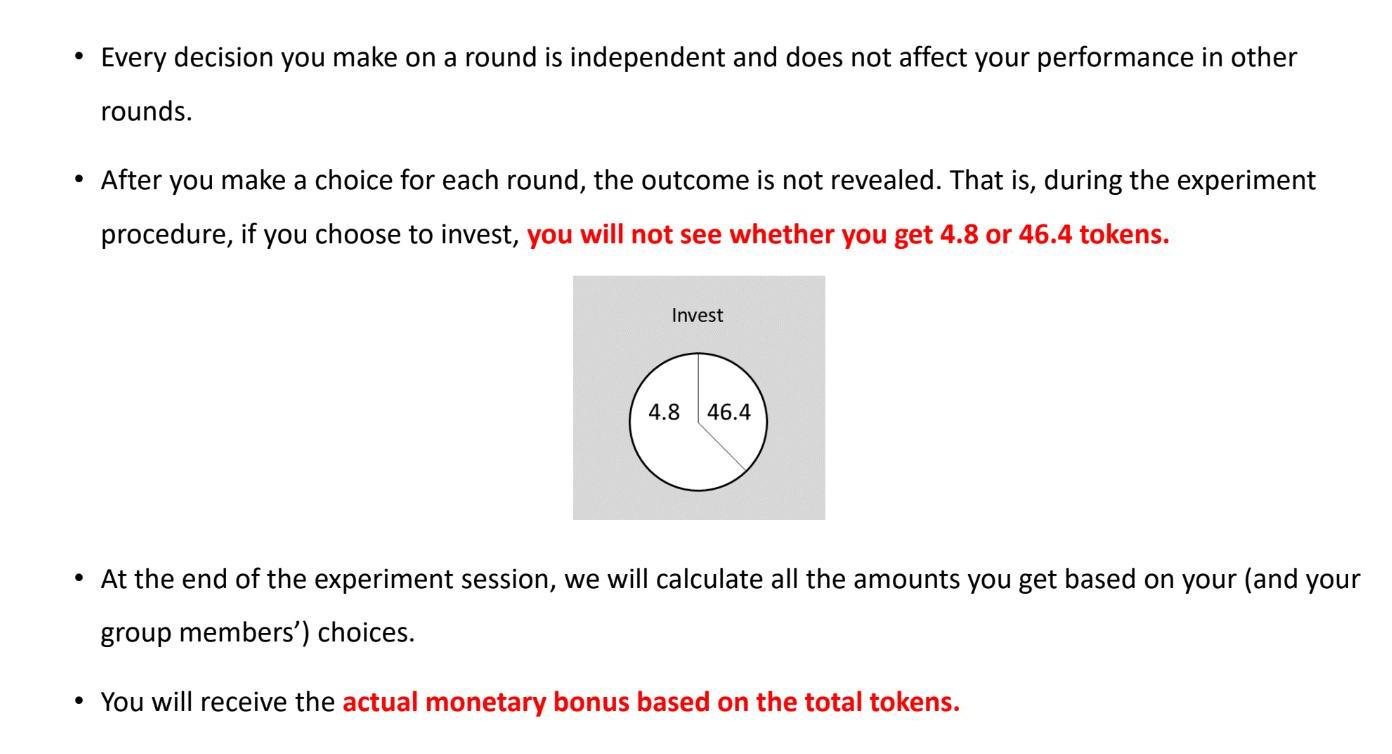 • Every decision you make on a round is independent and does not affect your performance in other
rounds.
• After you make a choice for each round, the outcome is not revealed. That is, during the experiment
procedure, if you choose to invest, you will not see whether you get 4.8 or 46.4 tokens.
Invest
4.8 46.4
• At the end of the experiment session, we will calculate all the amounts you get based on your (and your
group members’) choices.
• You will receive the actual monetary bonus based on the total tokens.